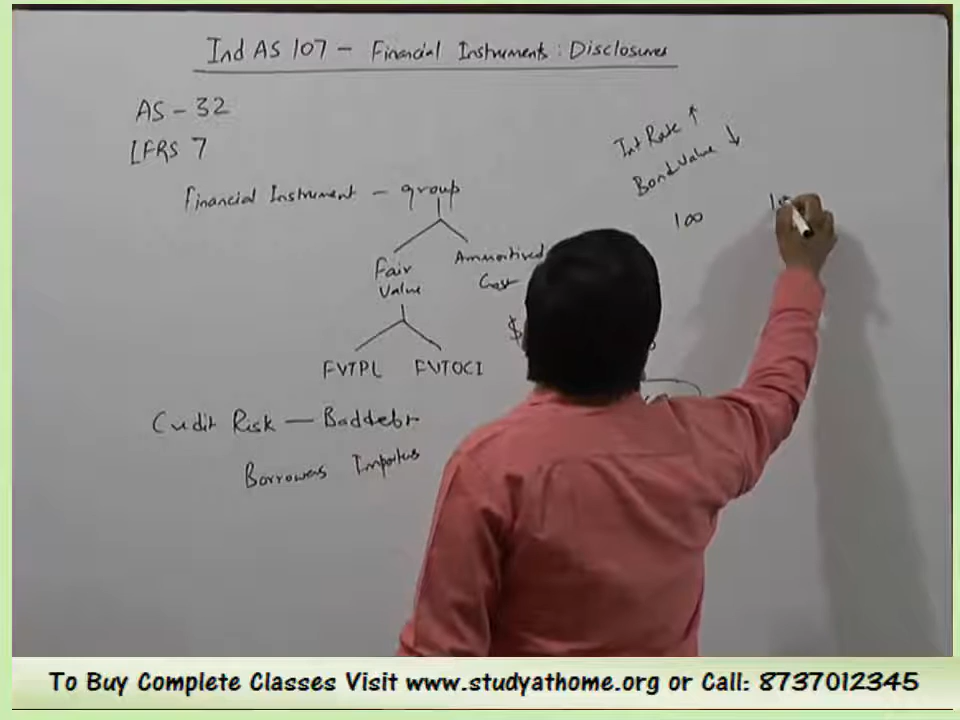 Ind AS 107 - Financial Instruments : Disclosures
AS - 32
IFRS 7
Int Rate ↑
Bond Value ↓
100
Financial Instrument - group
Fair Value
Ammortived Cost
$
FVTPL FVTOCI
Credit Risk — Baddebt
Borrowers Importers
To Buy Complete Classes Visit www.studyathome.org or Call: 8737012345